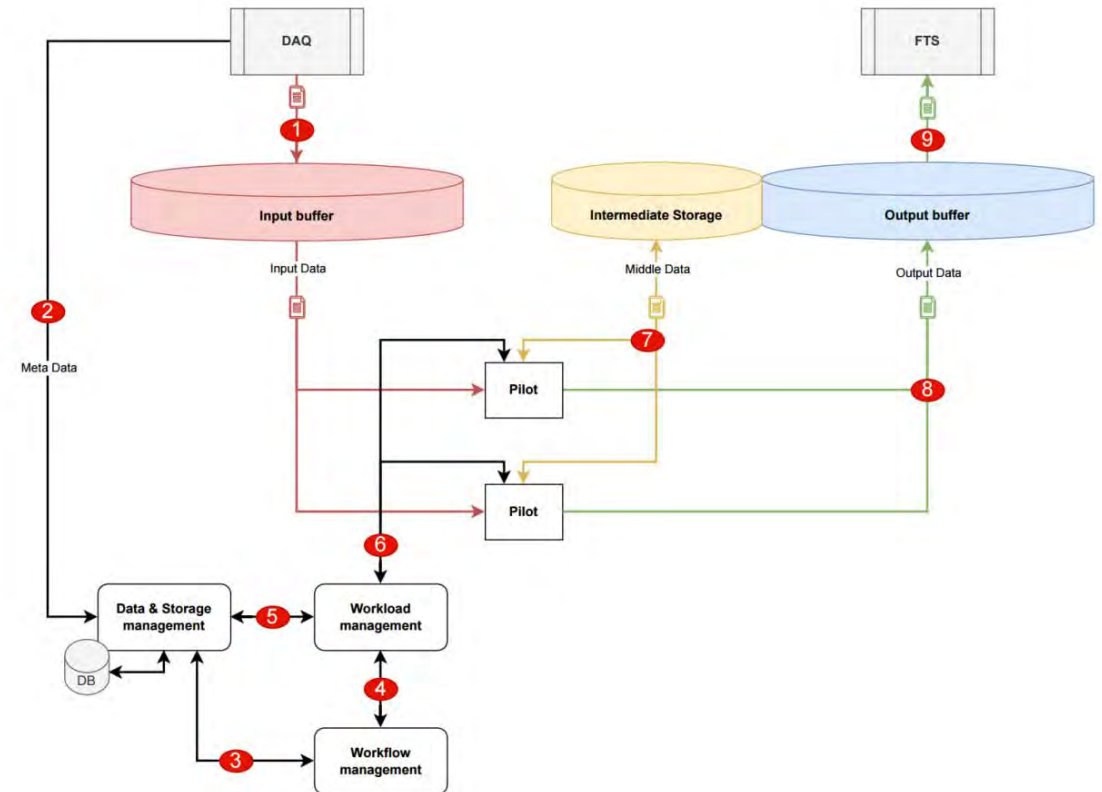 DAQ
FTS
1
9
Input buffer
Intermediate Storage
Output buffer
Input Data
Middle Data
Output Data
2
7
Meta Data
Pilot
8
Pilot
6
Data & Storage
management
5
Workload
management
DB
4
3
Workflow
management